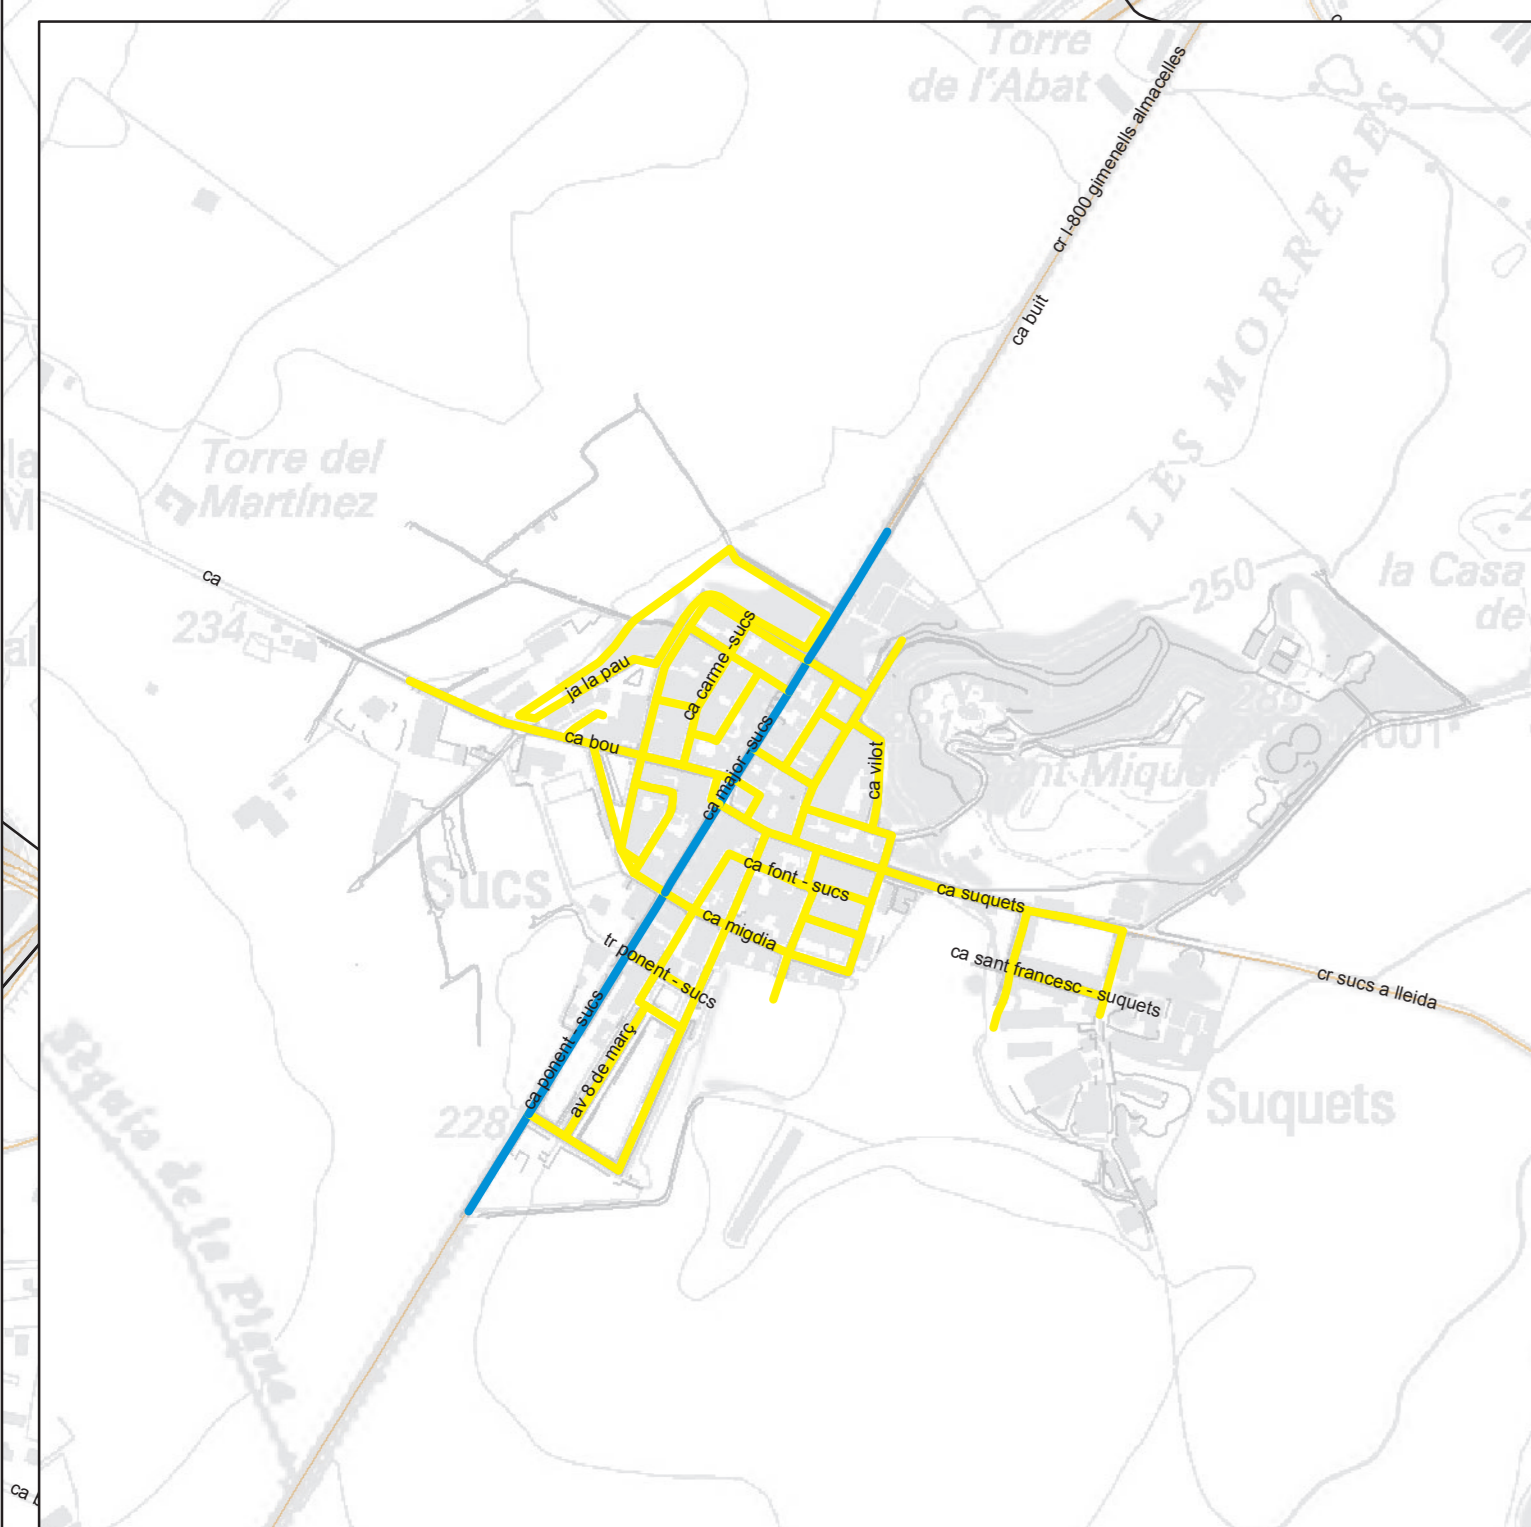 Torre
de l'Abat
cr l-800 gimenells almacelles
ca buit
LES MORRERES
Torre del
Martínez
ca
234
250
la Casa
de
ja la pau
ca carme -sucs
ca bou
ca major -sucs
ca vilot
Sucs
ca font - sucs
ca suquets
ca migdia
tr ponent - sucs
ca sant francesc - suquets
cr sucs a lleida
ca ponent - sucs
av 8 de març
228
Suquets
de la Plana
ca